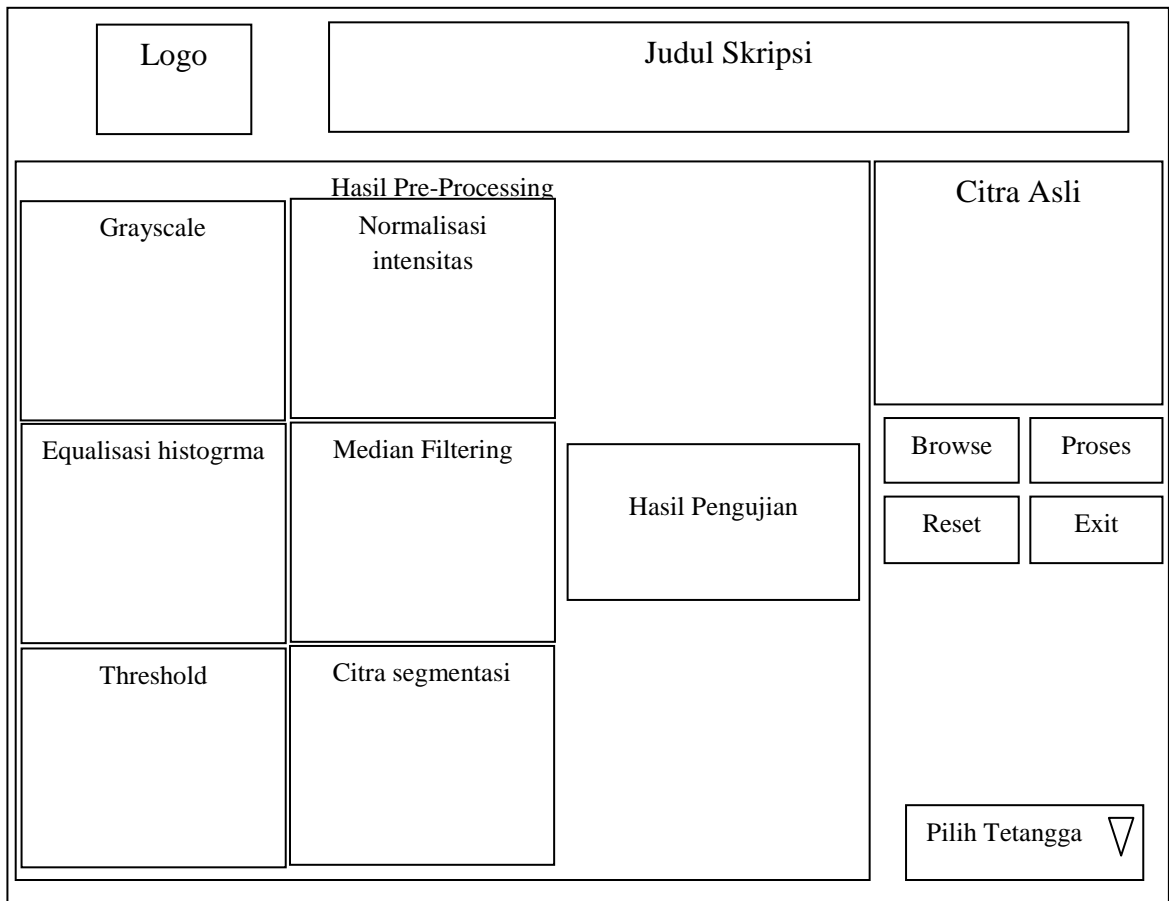 Logo
Judul Skripsi
Hasil Pre-Processing
Citra Asli
Grayscale
Normalisasi
intensitas
Equalisasi histogrma
Median Filtering
Hasil Pengujian
Browse
Proses
Reset
Exit
Threshold
Citra segmentasi
Pilih Tetangga